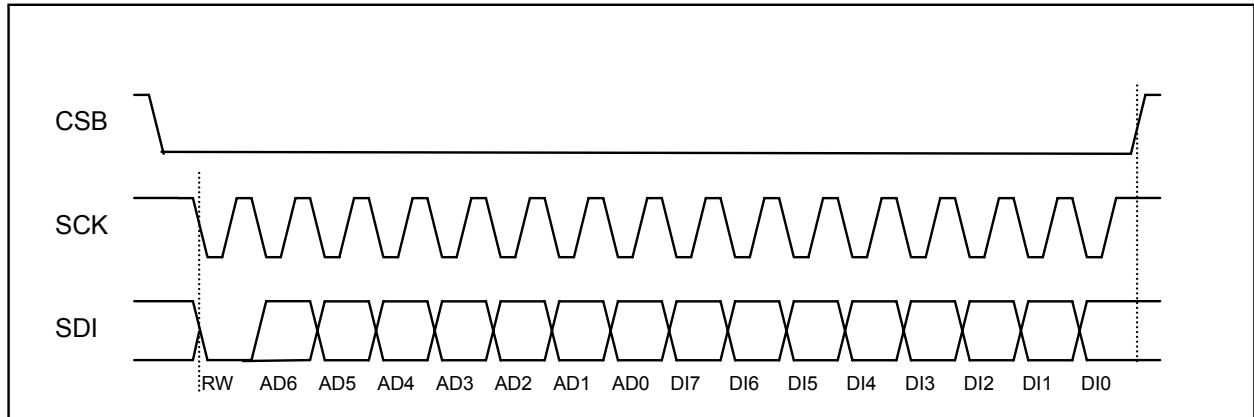 CSB
SCK
SDI
RW AD6 AD5 AD4 AD3 AD2 AD1 AD0 DI7 DI6 DI5 DI4 DI3 DI2 DI1 DI0